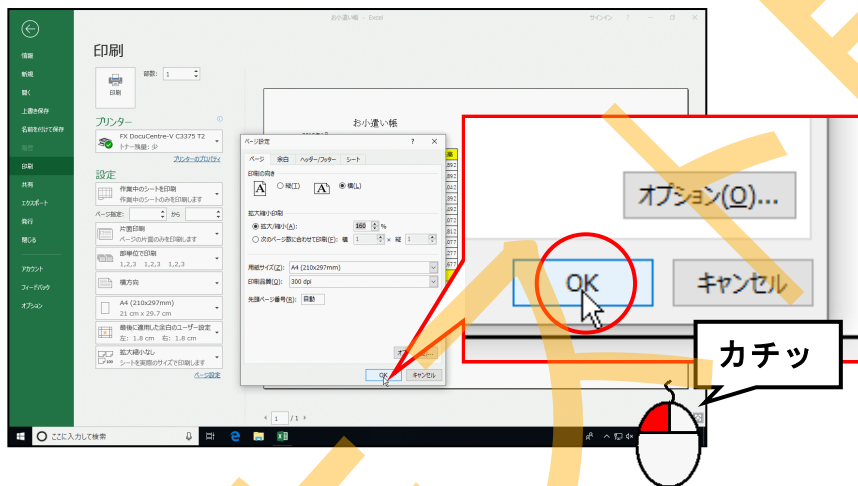 お小遣い帳 - Excel
サインイン ?
情報
新規
開く
上書き保存
名前を付けて保存
履歴
印刷
共有
エクスポート
発行
閉じる
アカウント
フィードバック
オプション
印刷
印刷
部数: 1
プリンター
FX DocuCentre-V C3375 T2
トナー残量: 少
プリンターのプロパティ
設定
作業中のシートを印刷
作業中のシートのみを印刷します
ページ指定: から
片面印刷
ページの片面のみを印刷します
部単位で印刷
1,2,3 1,2,3 1,2,3
横方向
A4 (210x297mm)
21 cm x 29.7 cm
最後に適用した余白のユーザー設定
左: 1.8 cm 右: 1.8 cm
拡大縮小なし
シートを実際のサイズで印刷します
ページ設定
お小遣い帳
ページ設定 ? ×
ページ 余白 ヘッダー/フッター シート
印刷の向き
A 縦(T) A 横(L)
拡大縮小印刷
拡大/縮小(A): 160 %
次のページ数に合わせて印刷(F): 横 1 × 縦 1
用紙サイズ(Z): A4 (210x297mm)
印刷品質(Q): 300 dpi
先頭ページ番号(R): 自動
OK キャンセル
オプション(O)...
OK キャンセル
カチッ
1 /1
ここに入力して検索